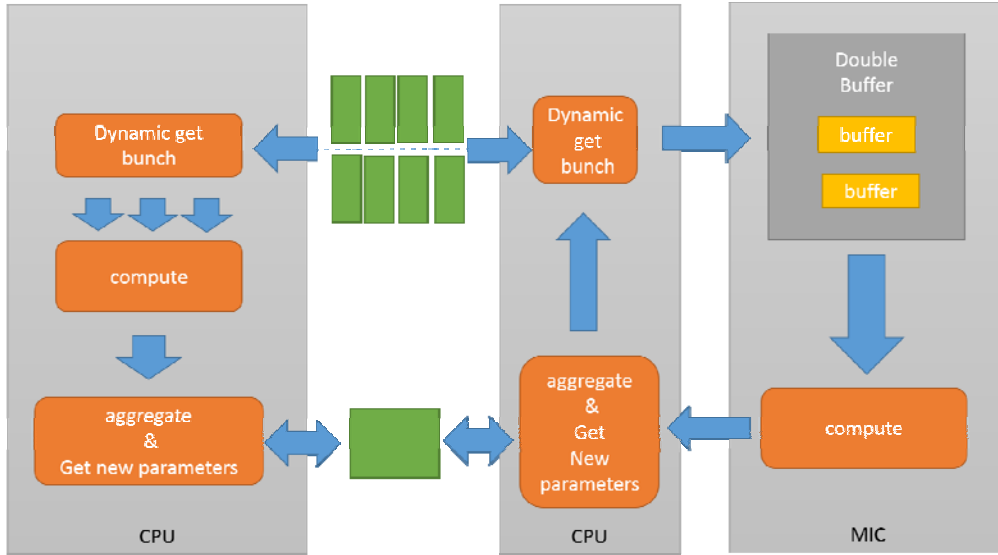 Dynamic get
bunch
compute
aggregate
&
Get new parameters
CPU
Dynamic
get
bunch
aggregate
&
Get
New
parameters
CPU
Double
Buffer
buffer
buffer
compute
MIC